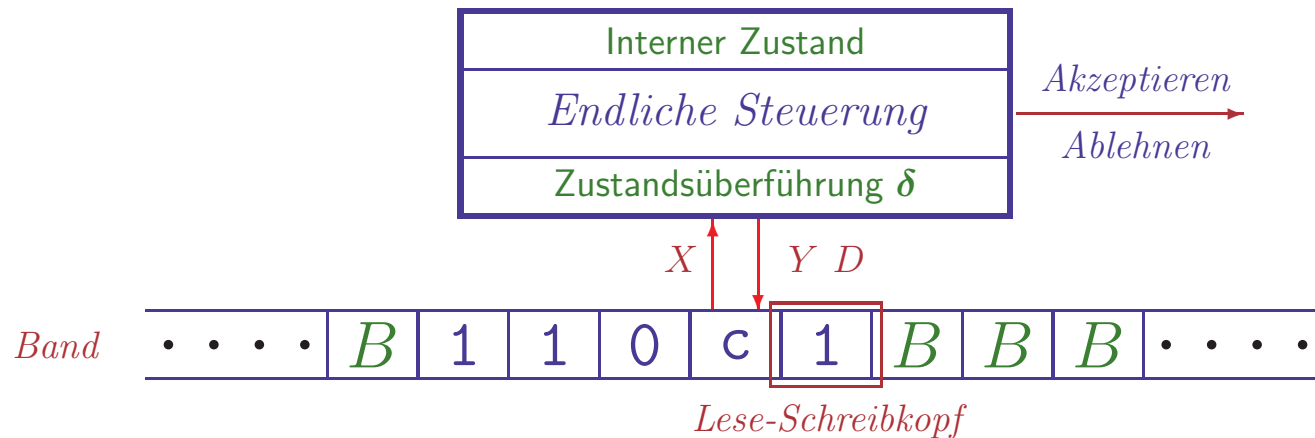 Interner Zustand
Endliche Steuerung
Zustandsüberführung δ
Akzeptieren
Ablehnen
X Y D
Band · · · · B 1 1 0 c 1 B B B · · · ·
Lese-Schreibkopf